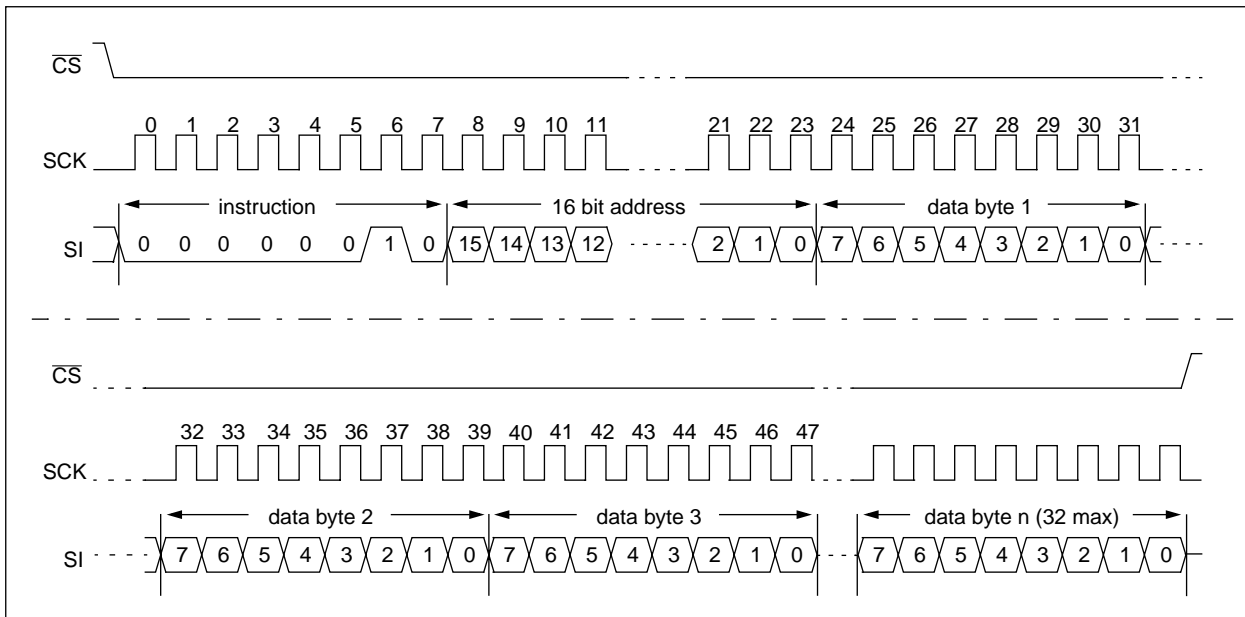 CS
0 1 2 3 4 5 6 7 8 9 10 11 21 22 23 24 25 26 27 28 29 30 31
SCK
instruction 16 bit address data byte 1
SI 0 0 0 0 0 0 1 0 15 14 13 12 2 1 0 7 6 5 4 3 2 1 0
CS
32 33 34 35 36 37 38 39 40 41 42 43 44 45 46 47
SCK
data byte 2 data byte 3 data byte n (32 max)
SI 7 6 5 4 3 2 1 0 7 6 5 4 3 2 1 0 7 6 5 4 3 2 1 0